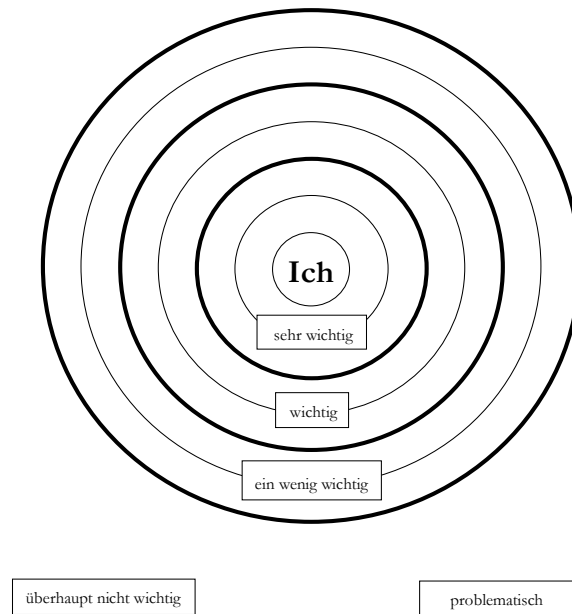 Ich
sehr wichtig
wichtig
ein wenig wichtig
überhaupt nicht wichtig
problematisch